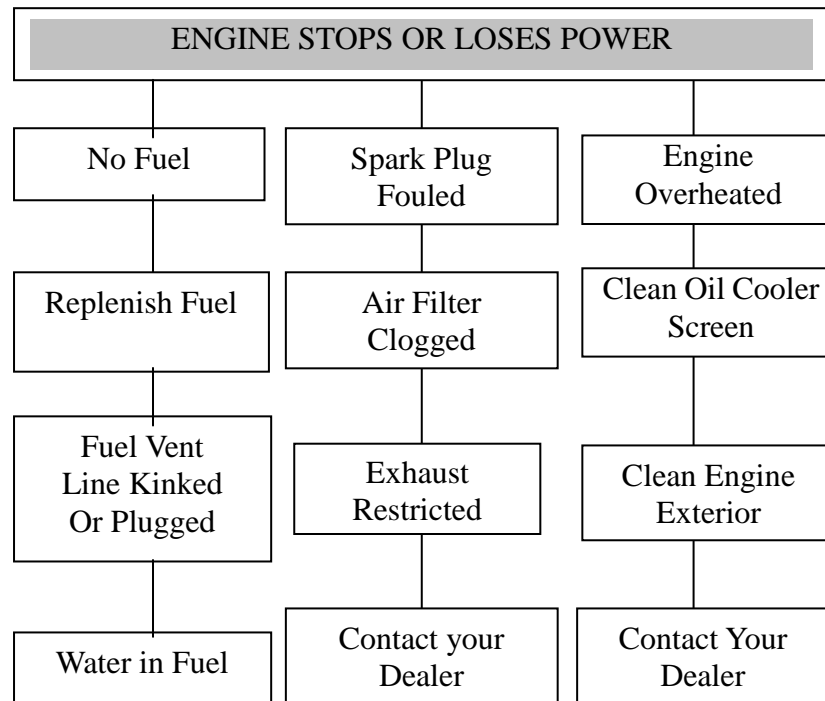 ENGINE STOPS OR LOSES POWER
No Fuel
Spark Plug
Fouled
Engine
Overheated
Replenish Fuel
Air Filter
Clogged
Clean Oil Cooler
Screen
Fuel Vent
Line Kinked
Or Plugged
Exhaust
Restricted
Clean Engine
Exterior
Water in Fuel
Contact your
Dealer
Contact Your
Dealer